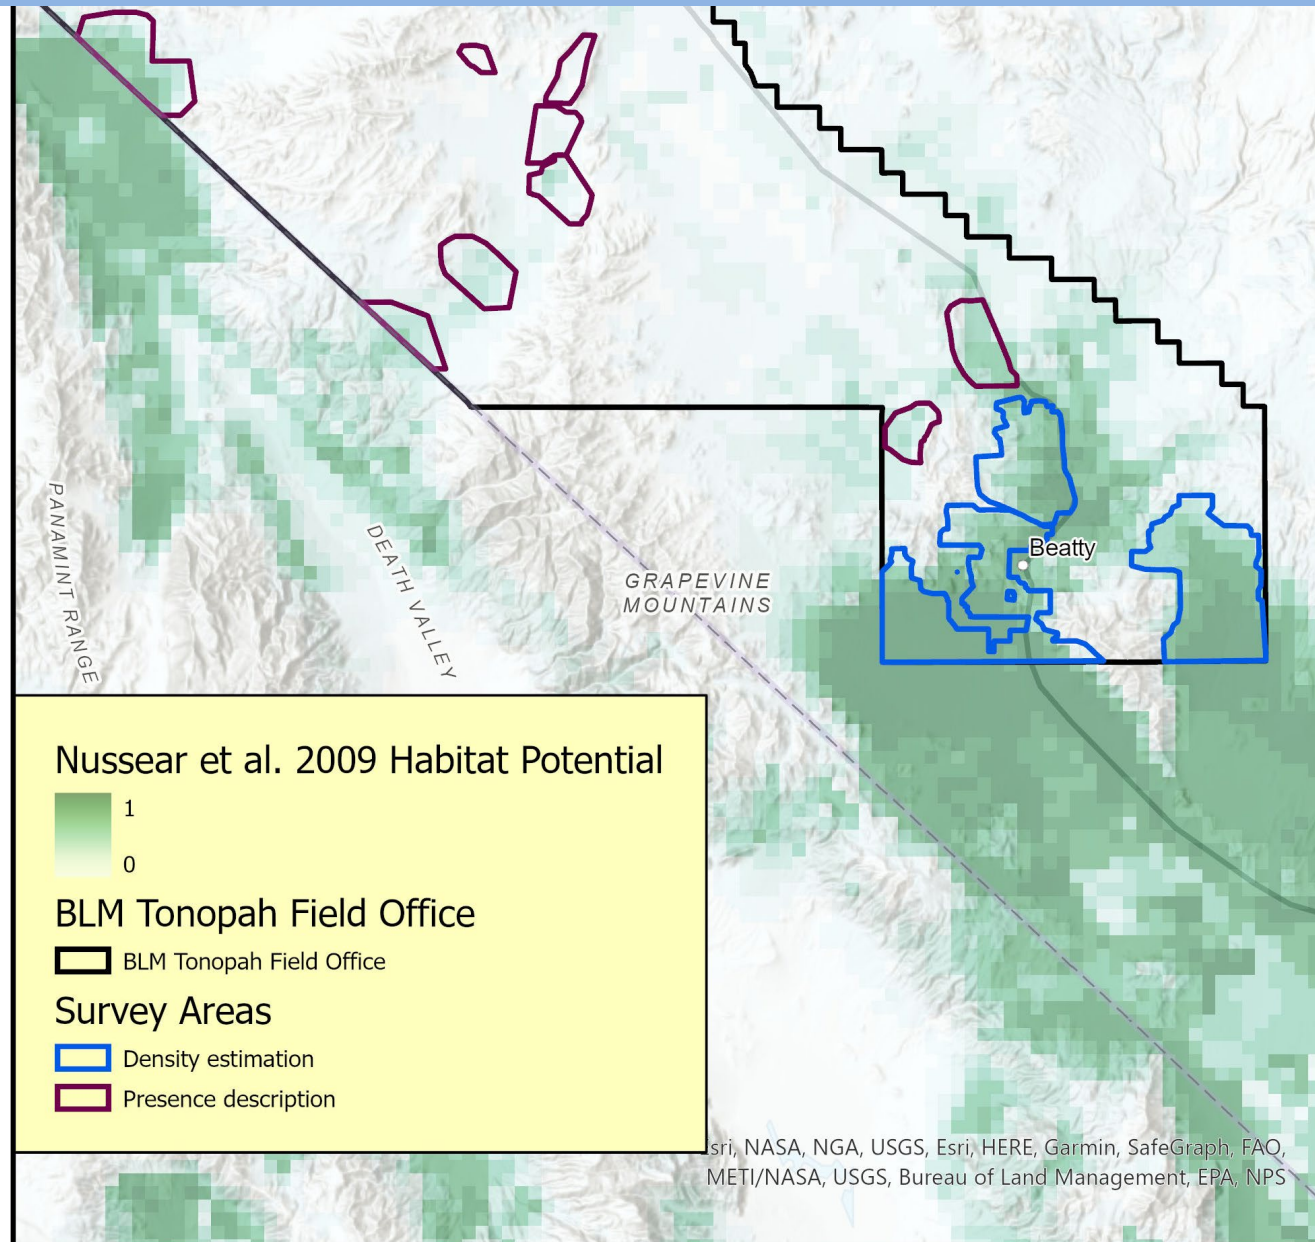 Beatty
GRAPEVINE
MOUNTAINS
PANAMINT RANGE
DEATH VALLEY
Nussear et al. 2009 Habitat Potential
1
0
BLM Tonopah Field Office
BLM Tonopah Field Office
Survey Areas
Density estimation
Presence description
sri, NASA, NGA, USGS, Esri, HERE, Garmin, SafeGraph, FAO,
METI/NASA, USGS, Bureau of Land Management, EPA, NPS